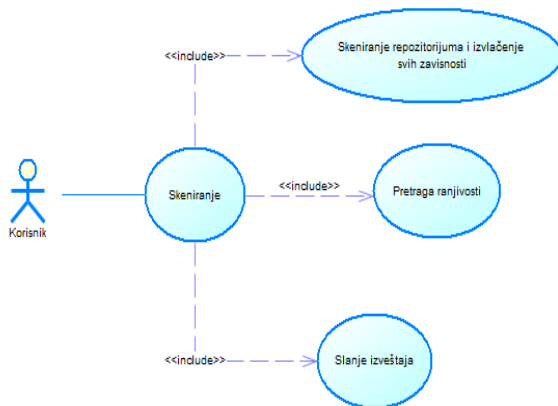 <<include>>
Skeniranje repozitorijuma i izvlačenje
svih zavisnosti
Korisnik
Skeniranje
<<include>>
Pretraga ranjivosti
<<include>>
Slanje izveštaja